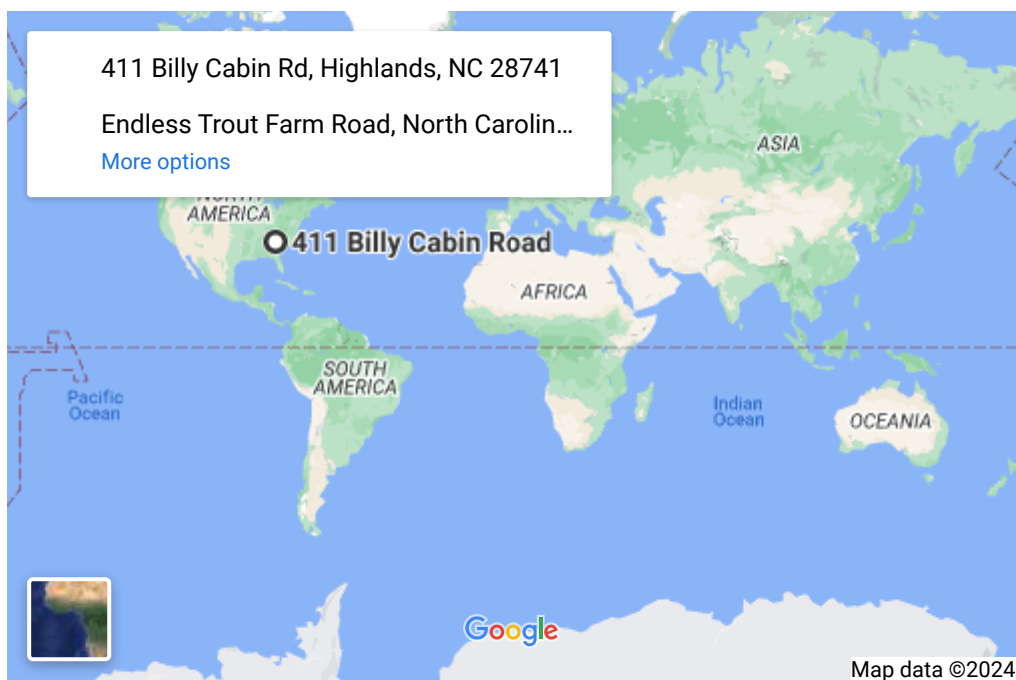 411 Billy Cabin Rd, Highlands, NC 28741
Endless Trout Farm Road, North Carolin...
More options
NORTH
AMERICA
ASIA
411 Billy Cabin Road
AFRICA
SOUTH
AMERICA
Pacific
Ocean
Indian
Ocean
OCEANIA
Google
Map data ©2024